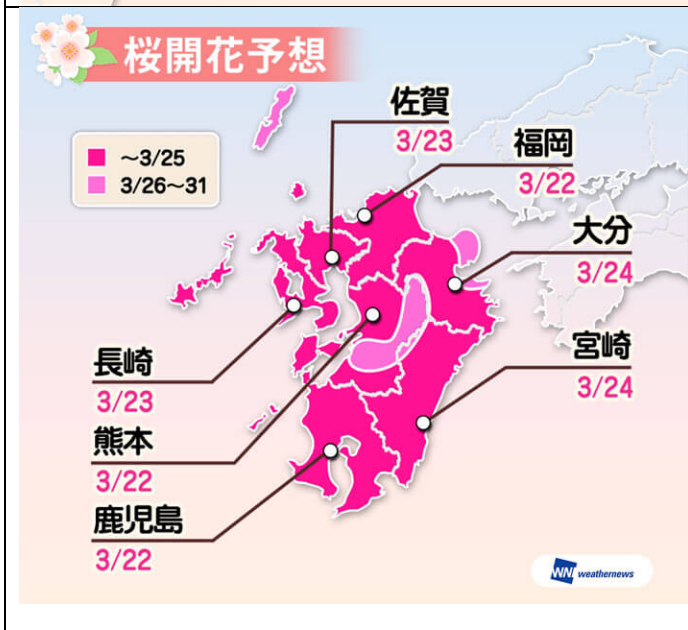 桜開花予想
～3/25
3/26～31
佐賀
3/23
福岡
3/22
大分
3/24
宮崎
3/24
長崎
3/23
熊本
3/22
鹿児島
3/22
WNI weathernews